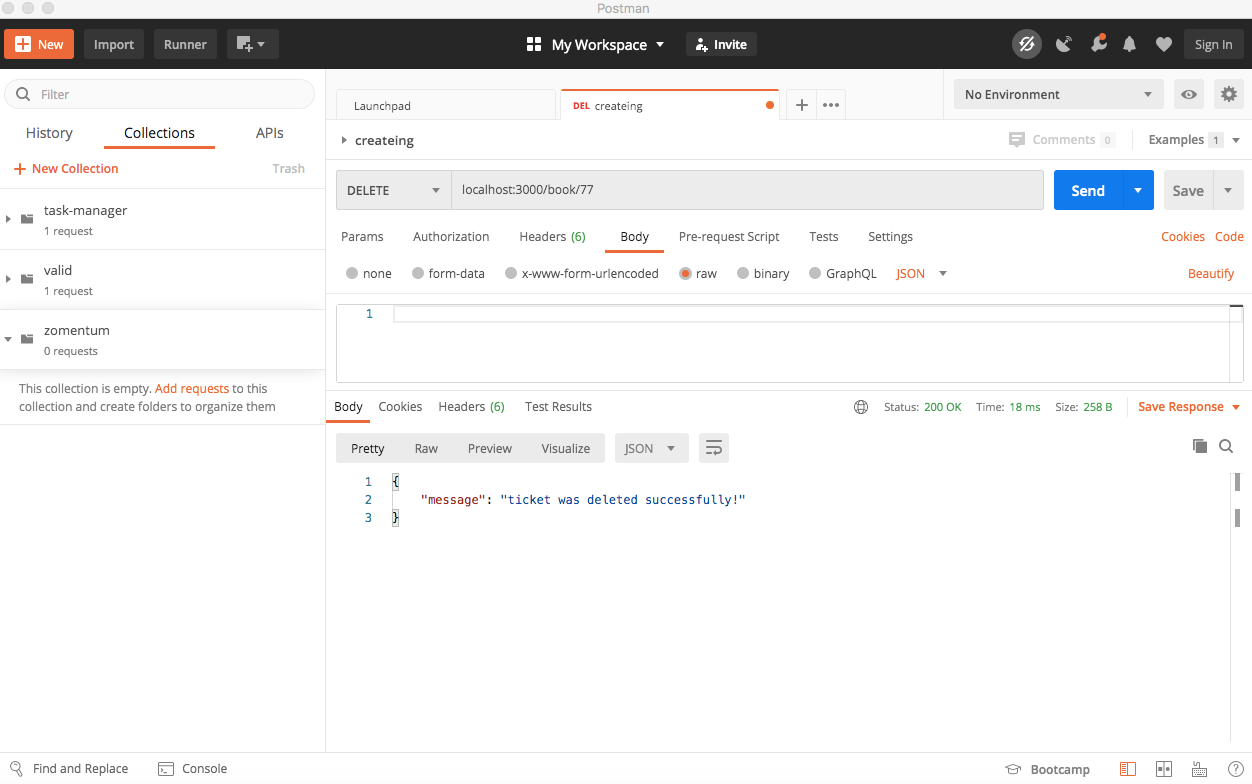 Postman
New
Import
Runner
My Workspace
Invite
Sign In
Filter
History
Collections
APIs
New Collection
Trash
task-manager
1 request
valid
1 request
zomentum
0 requests
This collection is empty. Add requests to this
collection and create folders to organize them
Launchpad
DEL createing
No Environment
createing
Comments 0
Examples 1
DELETE
localhost:3000/book/77
Send
Save
Params
Authorization
Headers (6)
Body
Pre-request Script
Tests
Settings
Cookies
Code
none
form-data
x-www-form-urlencoded
raw
binary
GraphQL
JSON
Beautify
1
Body
Cookies
Headers (6)
Test Results
Status: 200 OK
Time: 18 ms
Size: 258 B
Save Response
Pretty
Raw
Preview
Visualize
JSON
1 {
2 "message": "ticket was deleted successfully!"
3 }
Find and Replace
Console
Bootcamp